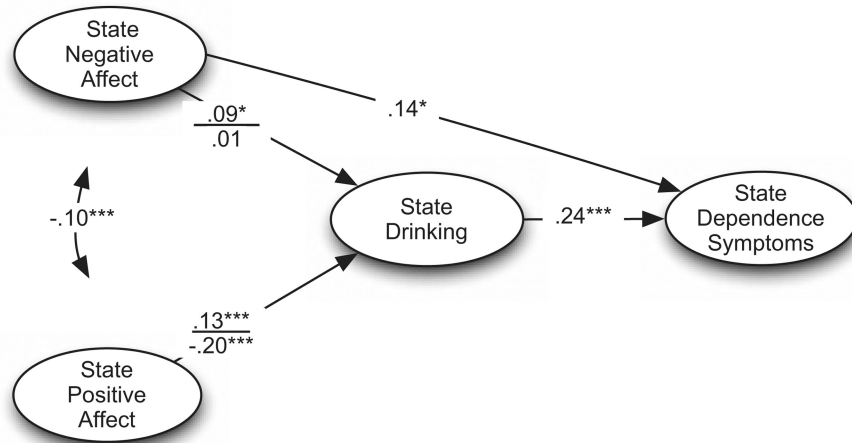 State
Negative
Affect
.09*
.01
.14*
-.10***
State
Drinking
.24***
State
Dependence
Symptoms
.13***
-.20***
State
Positive
Affect